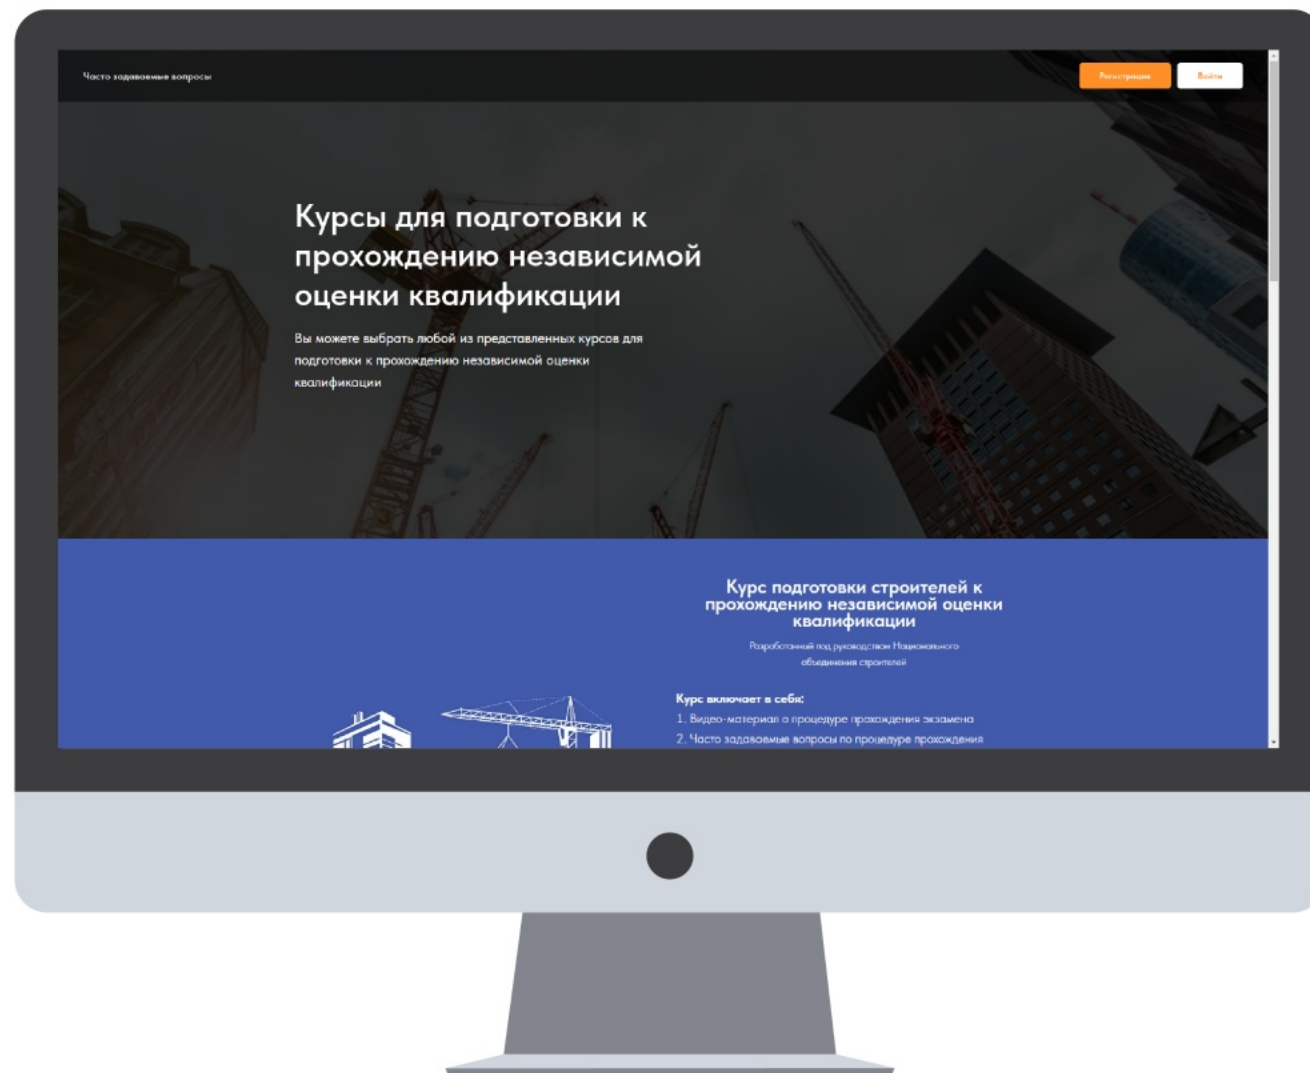 Часто задаваемые вопросы
Регистрация
Войти
Курсы для подготовки к
прохождению независимой
оценки квалификации
Вы можете выбрать любой из представленных курсов для
подготовки к прохождению независимой оценки
квалификации
Курс подготовки строителей к
прохождению независимой оценки
квалификации
Разработанный под руководством Национального
объединения строителей
Курс включает в себя:
1. Видео-материал о процедуре прохождения экзамена
2. Часто задаваемые вопросы по процедуре прохождения